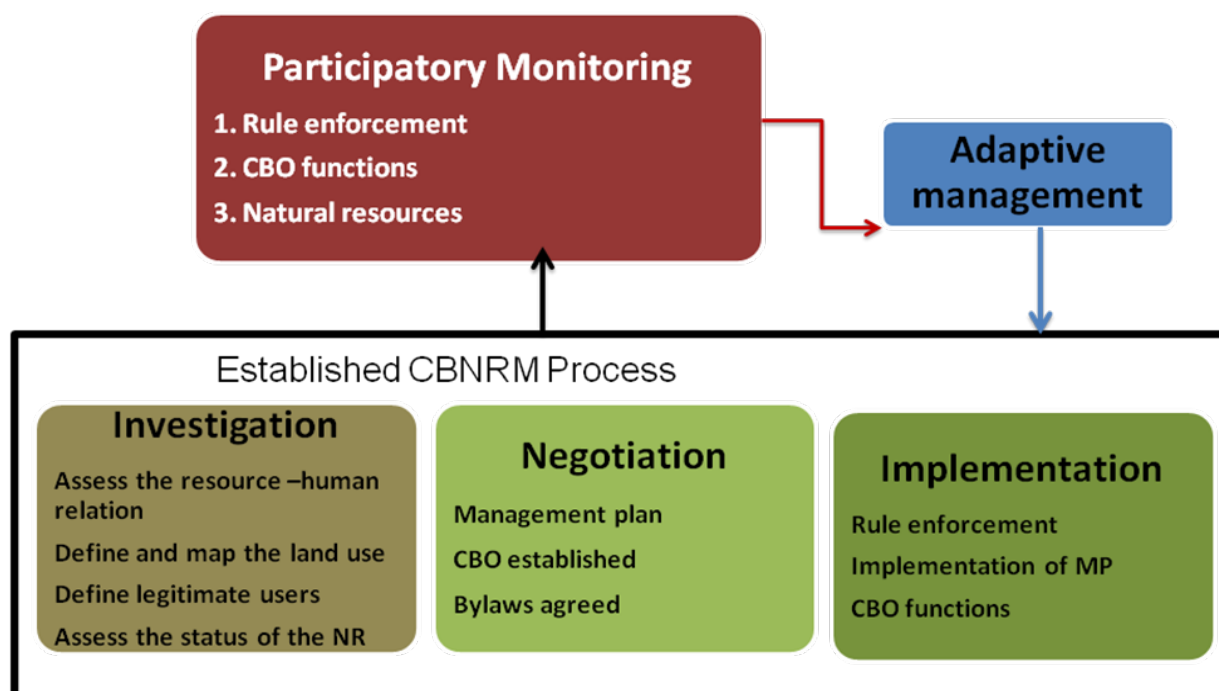 Participatory Monitoring
1. Rule enforcement
2. CBO functions
3. Natural resources
Adaptive
management
Established CBNRM Process
Investigation
Assess the resource –human
relation
Define and map the land use
Define legitimate users
Assess the status of the NR
Negotiation
Management plan
CBO established
Bylaws agreed
Implementation
Rule enforcement
Implementation of MP
CBO functions